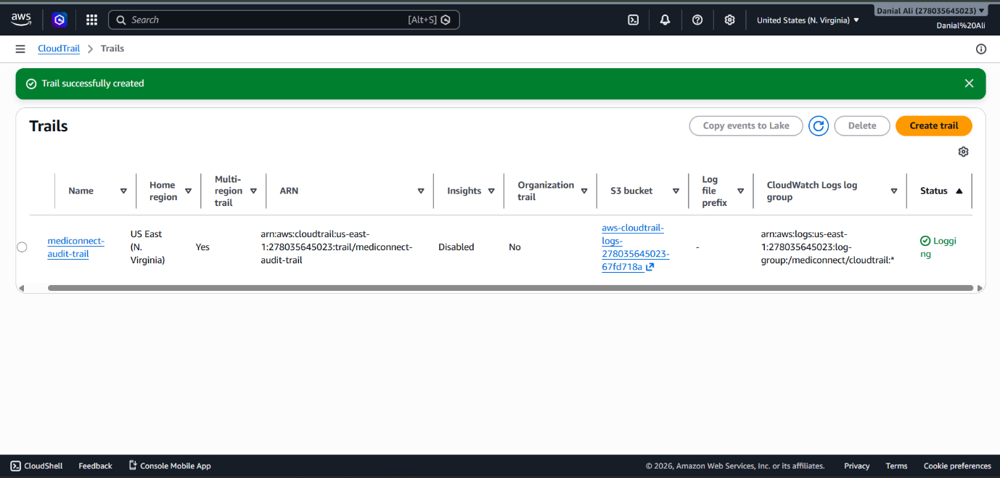 aws
Search
[Alt+S]
United States (N. Virginia)
Danial Ali (278035645023)
Danial%20Ali
CloudTrail
Trails
Trail successfully created
Trails
Copy events to Lake
Delete
Create trail
Name
Home
region
Multi-
region
trail
ARN
Insights
Organization
trail
S3 bucket
Log
file
prefix
CloudWatch Logs log
group
Status
mediconnect-
audit-trail
US East
(N.
Virginia)
Yes
arn:aws:cloudtrail:us-east-
1:278035645023:trail/mediconnect-
audit-trail
Disabled
No
aws-cloudtrail-
logs-
278035645023-
67fd718a
-
arn:aws:logs:us-east-
1:278035645023:log-
group:/mediconnect/cloudtrail:*
Loggi
ng
CloudShell
Feedback
Console Mobile App
© 2026, Amazon Web Services, Inc. or its affiliates.
Privacy
Terms
Cookie preferences